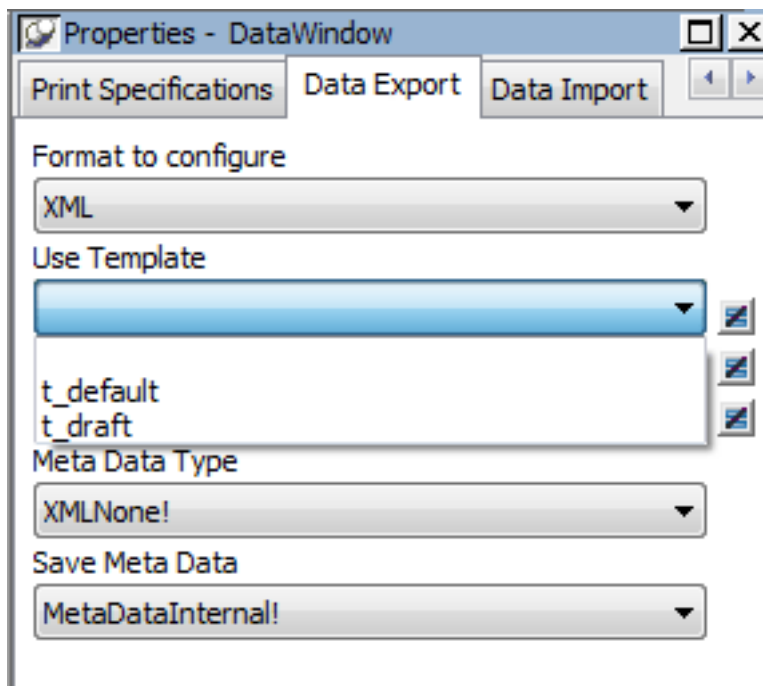 Properties - DataWindow
Print Specifications Data Export Data Import
Format to configure
XML
Use Template
t_default
t_draft
Meta Data Type
XMLNone!
Save Meta Data
MetaDataInternal!